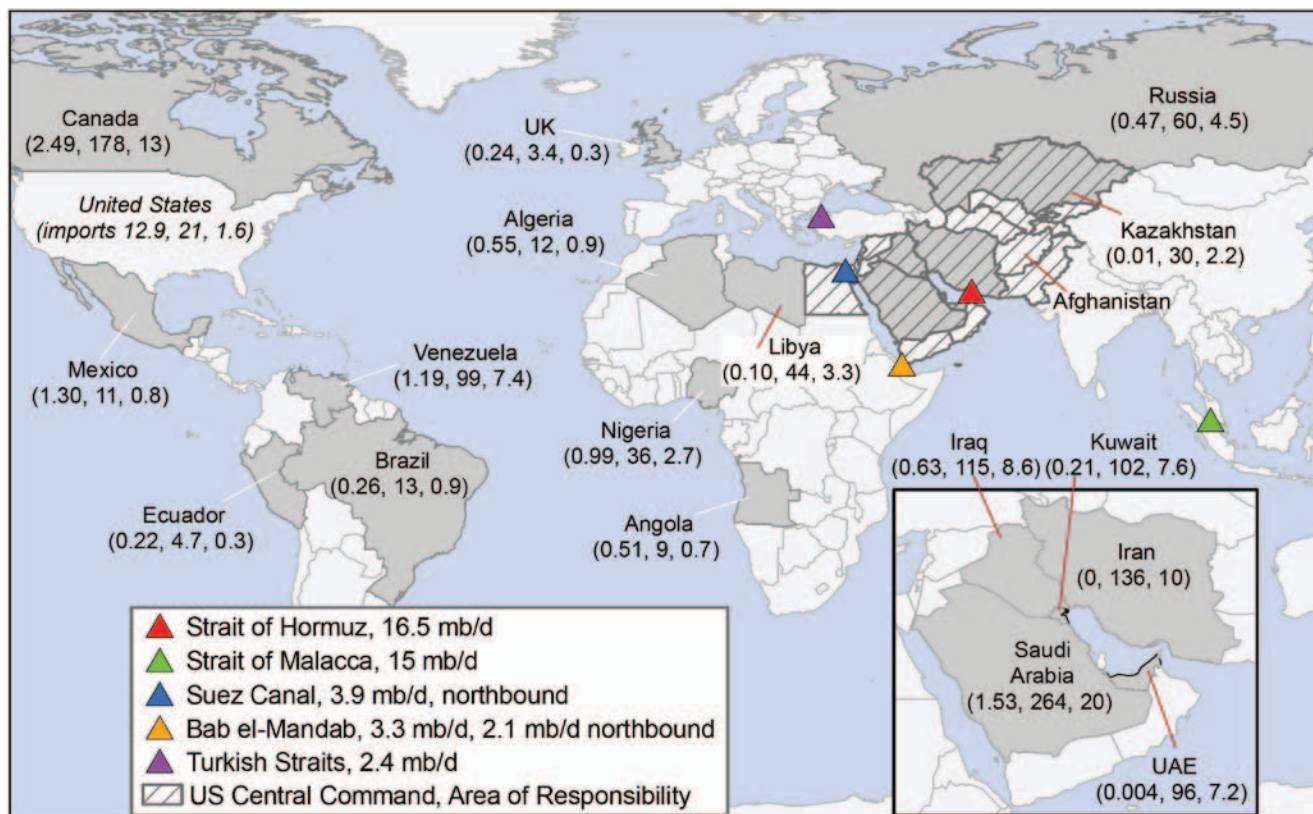 Canada
(2.49, 178, 13)
UK
(0.24, 3.4, 0.3)
Russia
(0.47, 60, 4.5)
United States
(imports 12.9, 21, 1.6)
Algeria
(0.55, 12, 0.9)
Kazakhstan
(0.01, 30, 2.2)
Afghanistan
Mexico
(1.30, 11, 0.8)
Venezuela
(1.19, 99, 7.4)
Libya
(0.10, 44, 3.3)
Nigeria
(0.99, 36, 2.7)
Iraq
(0.63, 115, 8.6)
Kuwait
(0.21, 102, 7.6)
Brazil
(0.26, 13, 0.9)
Ecuador
(0.22, 4.7, 0.3)
Angola
(0.51, 9, 0.7)
Iran
(0, 136, 10)
Saudi
Arabia
(1.53, 264, 20)
UAE
(0.004, 96, 7.2)
Strait of Hormuz, 16.5 mb/d
Strait of Malacca, 15 mb/d
Suez Canal, 3.9 mb/d, northbound
Bab el-Mandab, 3.3 mb/d, 2.1 mb/d northbound
Turkish Straits, 2.4 mb/d
US Central Command, Area of Responsibility